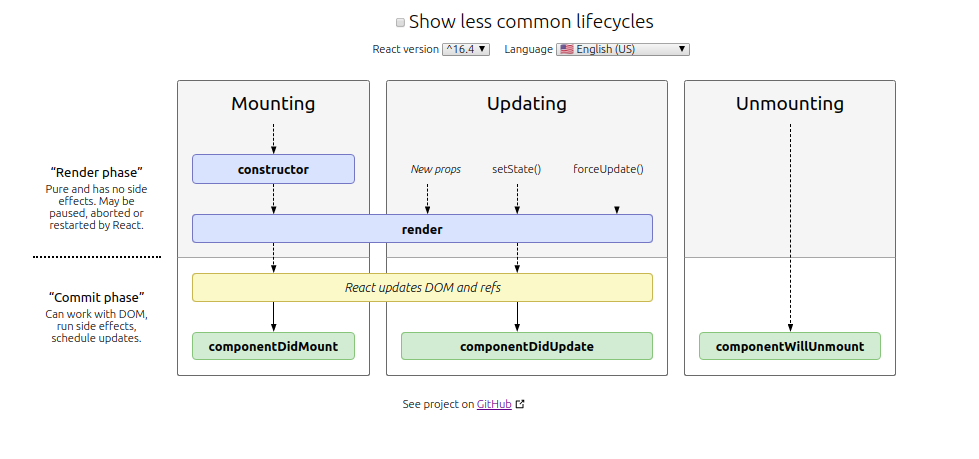 Show less common lifecycles
React version ^16.4 Language English (US)
Mounting
Updating
Unmounting
"Render phase"
Pure and has no side
effects. May be
paused, aborted or
restarted by React.
constructor
New props
setState()
forceUpdate()
render
"Commit phase"
Can work with DOM,
run side effects,
schedule updates.
React updates DOM and refs
componentDidMount
componentDidUpdate
componentWillUnmount
See project on GitHub